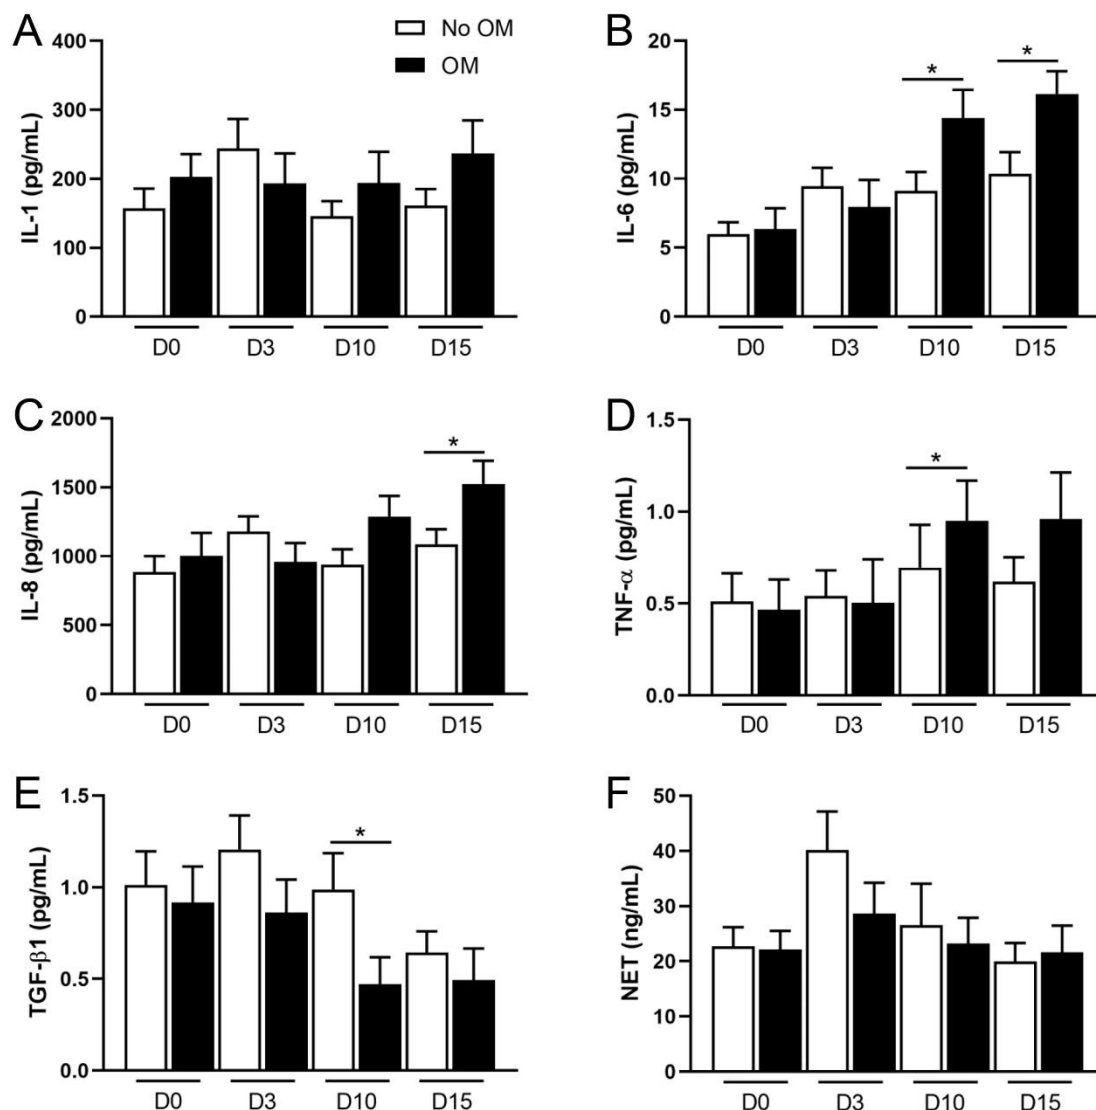 A
No OM
OM
IL-1 (pg/mL)
400
300
200
100
0
D0 D3 D10 D15
B
IL-6 (pg/mL)
20
15
10
5
0
* *
D0 D3 D10 D15
C
IL-8 (pg/mL)
2000
1500
1000
500
0
*
D0 D3 D10 D15
D
TNF-α (pg/mL)
1.5
1.0
0.5
0.0
*
D0 D3 D10 D15
E
TGF-β1 (pg/mL)
1.5
1.0
0.5
0.0
*
D0 D3 D10 D15
F
NET (ng/mL)
50
40
30
20
10
0
D0 D3 D10 D15